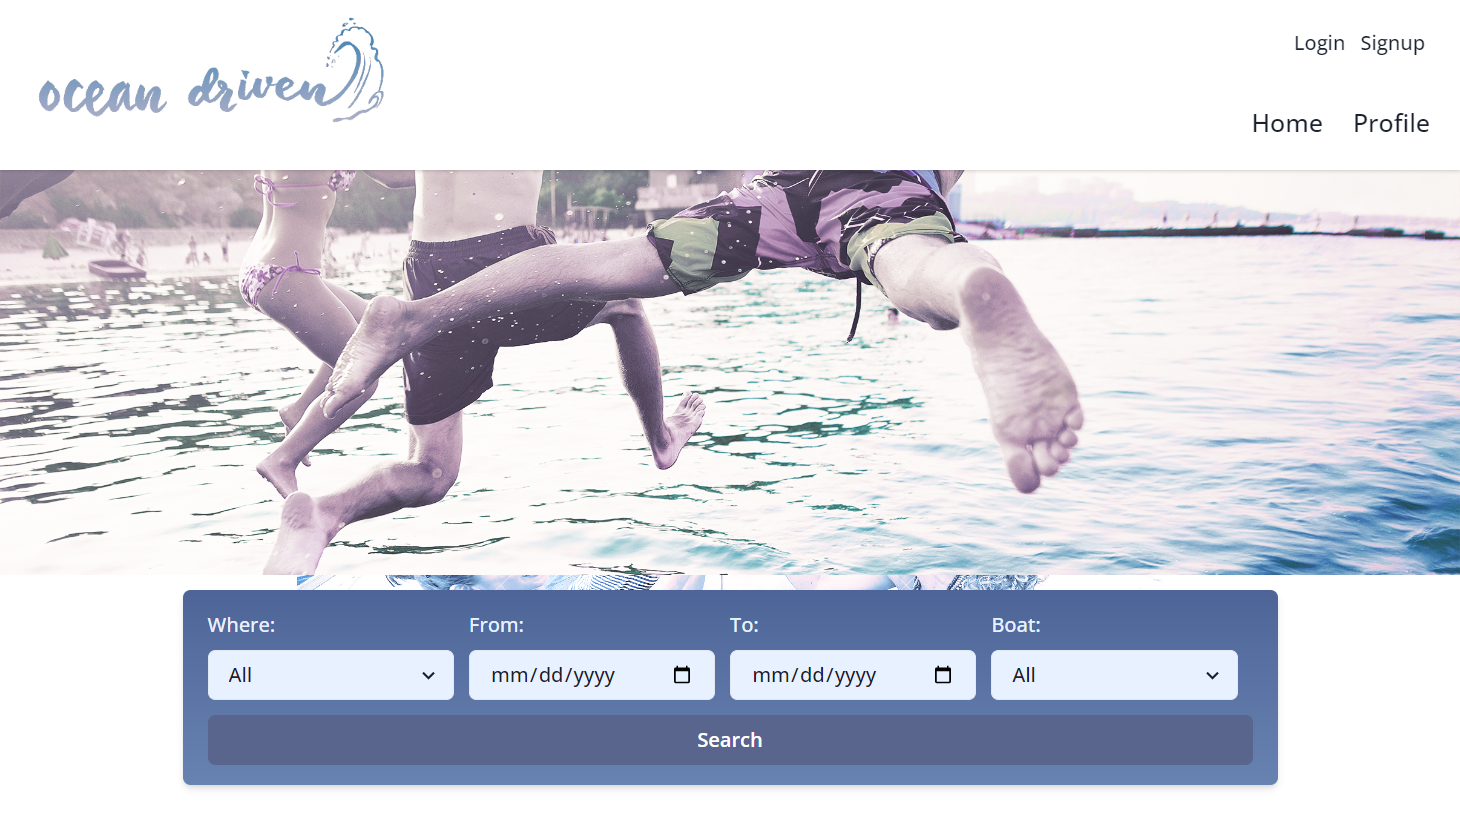 ocean driven
Login Signup
Home Profile
Where: From: To: Boat:
All mm/dd/yyyy mm/dd/yyyy All
Search